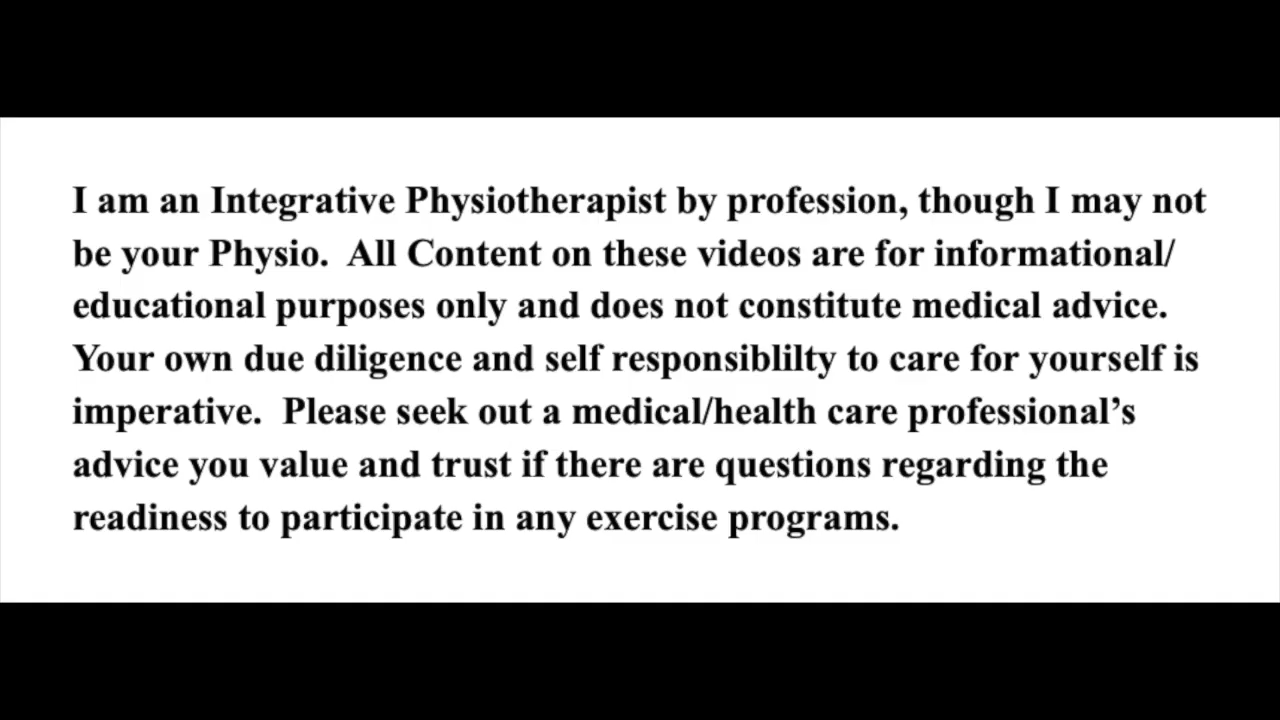 I am an Integrative Physiotherapist by profession, though I may not
be your Physio.  All Content on these videos are for informational/
educational purposes only and does not constitute medical advice.
Your own due diligence and self responsiblilty to care for yourself is
imperative.  Please seek out a medical/health care professional’s
advice you value and trust if there are questions regarding the
readiness to participate in any exercise programs.